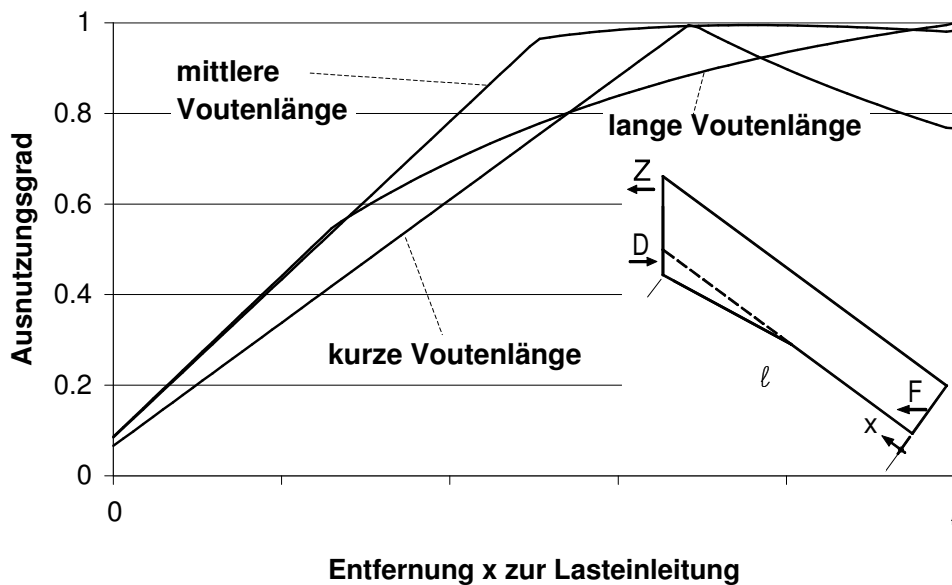 1
mittlere
Voutenlänge
0.8
lange Voutenlänge
Z
0.6
D
0.4
kurze Voutenlänge
ℓ
0.2
F
x
0
0
Ausnutzungsgrad
Entfernung x zur Lasteinleitung